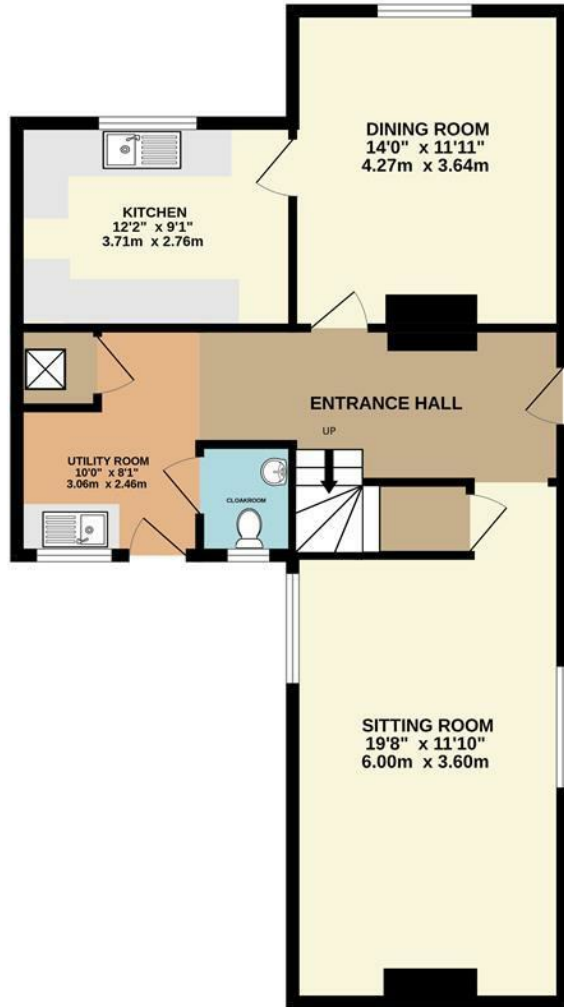 DINING ROOM
14'0" x 11'11"
4.27m x 3.64m
KITCHEN
12'2" x 9'1"
3.71m x 2.76m
ENTRANCE HALL
UP
UTILITY ROOM
10'0" x 8'1"
3.06m x 2.46m
CLOAKROOM
SITTING ROOM
19'8" x 11'10"
6.00m x 3.60m